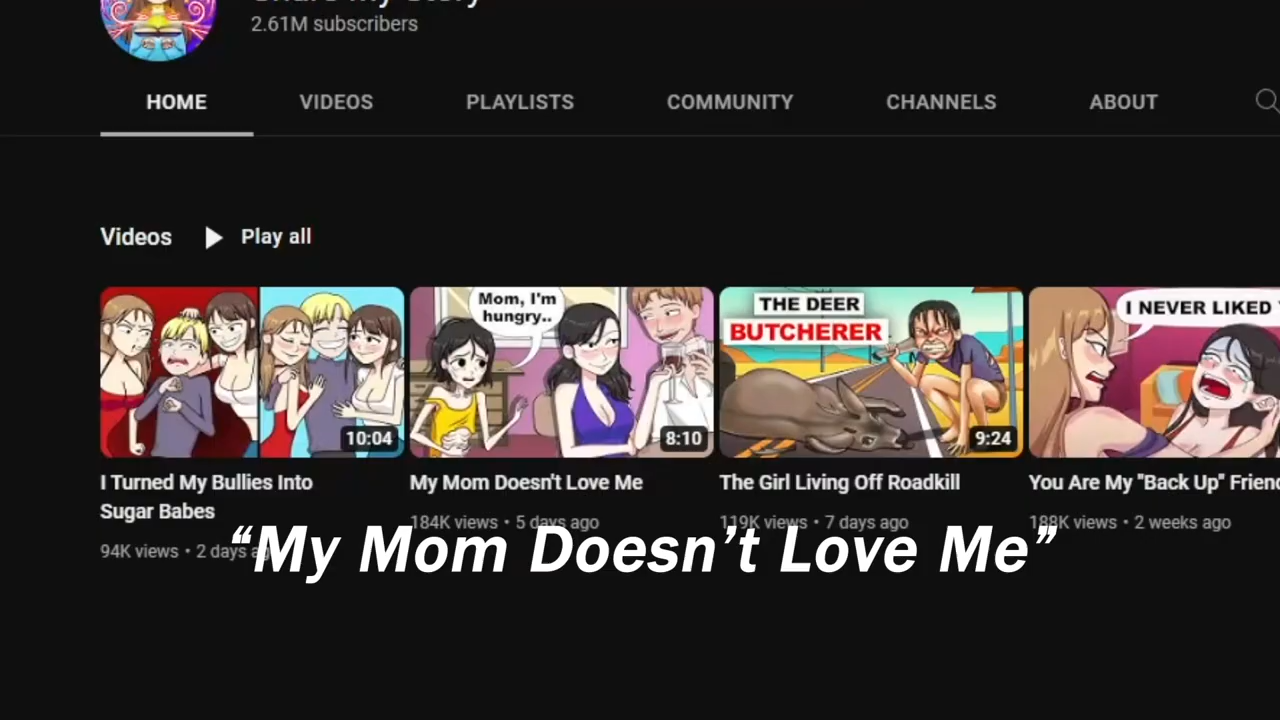 Share My Story
2.61M subscribers
HOME VIDEOS PLAYLISTS COMMUNITY CHANNELS ABOUT
Videos Play all
Mom, I'm
hungry..
THE DEER
BUTCHERER
I NEVER LIKED
10:04
8:10
9:24
I Turned My Bullies Into
Sugar Babes
94K views • 2 days
My Mom Doesn't Love Me
184K views • 5 days ago
The Girl Living Off Roadkill
119K views • 7 days ago
You Are My "Back Up" Friend
188K views • 2 weeks ago
“My Mom Doesn’t Love Me”